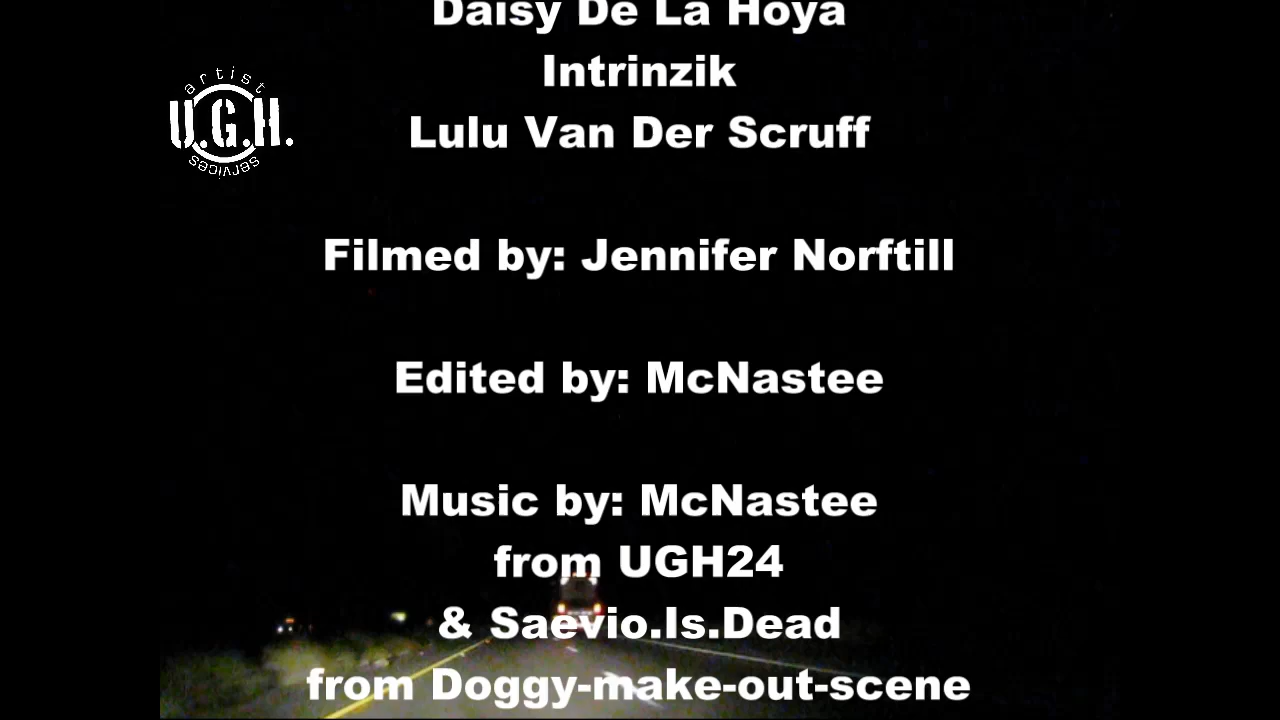 Daisy De La Hoya
Intrinzik
artist
U.G.H.
services
Lulu Van Der Scruff
Filmed by: Jennifer Norftill
Edited by: McNastee
Music by: McNastee
from UGH24
& Saevio.Is.Dead
from Doggy-make-out-scene